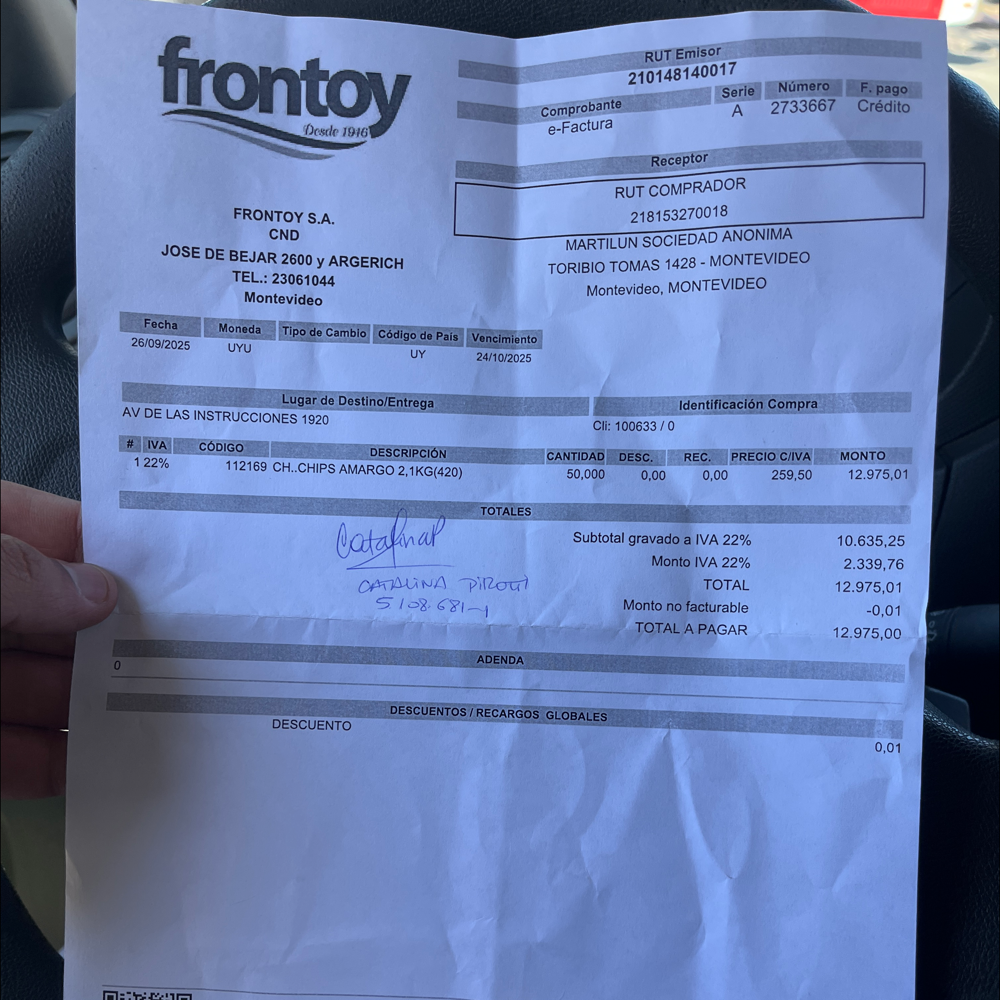 frontoy
Desde 1946
FRONTOY S.A.
CND
JOSE DE BEJAR 2600 y ARGERICH
TEL.: 23061044
Montevideo
RUT Emisor
210148140017
Comprobante Serie Número F. pago
e-Factura A 2733667 Crédito
Receptor
RUT COMPRADOR
218153270018
MARTILUN SOCIEDAD ANONIMA
TORIBIO TOMAS 1428 - MONTEVIDEO
Montevideo, MONTEVIDEO
Fecha Moneda Tipo de Cambio Código de País Vencimiento
26/09/2025 UYU UY 24/10/2025
Lugar de Destino/Entrega Identificación Compra
AV DE LAS INSTRUCCIONES 1920 Cli: 100633 / 0
# IVA CÓDIGO DESCRIPCIÓN CANTIDAD DESC. REC. PRECIO C/IVA MONTO
1 22% 112169 CH..CHIPS AMARGO 2,1KG(420) 50,000 0,00 0,00 259,50 12.975,01
TOTALES
Subtotal gravado a IVA 22% 10.635,25
Monto IVA 22% 2.339,76
TOTAL 12.975,01
Monto no facturable -0,01
TOTAL A PAGAR 12.975,00
CatalinaP
CATALINA
5.108.681-1
ADENDA
0
DESCUENTOS / RECARGOS GLOBALES
DESCUENTO 0,01